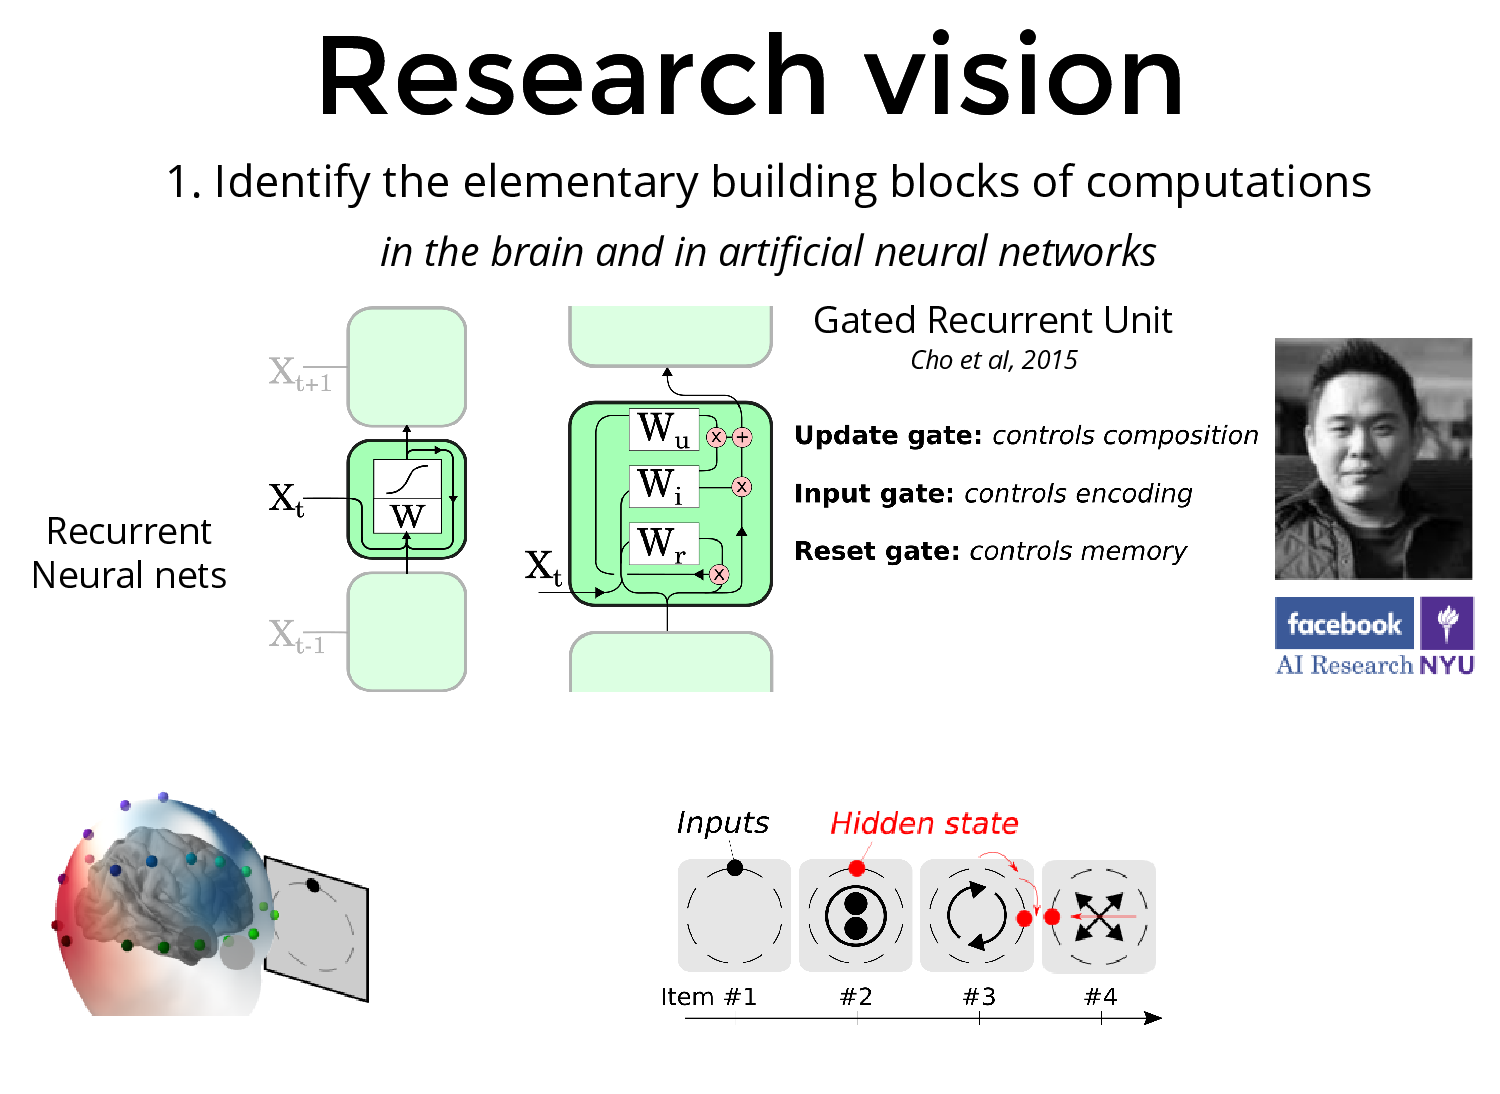 Research vision
1. Identify the elementary building blocks of computations
in the brain and in artificial neural networks
Recurrent
Neural nets
Xt+1
Xt
W
Xt-1
Wu
x
+
Wi
x
Wr
x
Xt
Gated Recurrent Unit
Cho et al, 2015
Update gate: controls composition
Input gate: controls encoding
Reset gate: controls memory
facebook
AI Research NYU
Inputs
Hidden state
Item #1
#2
#3
#4